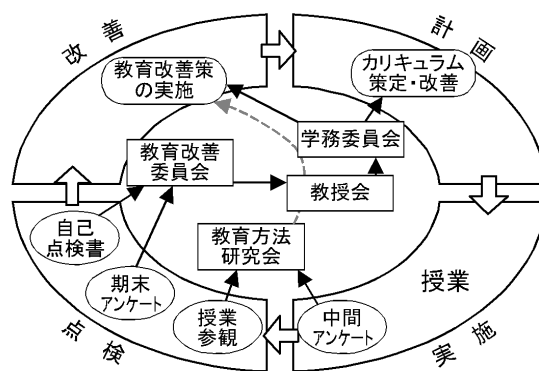 改善
計画
教育改善策
の実施
カリキュラム
策定・改善
学務委員会
教育改善
委員会
教授会
自己
点検書
教育方法
研究会
期末
アンケート
授業
授業
参観
中間
アンケート
点検
実施